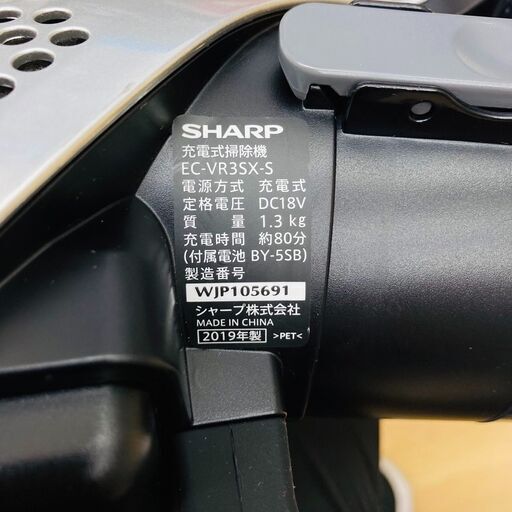 SHARP
充電式掃除機
EC-VR3SX-S
電源方式 充電式
定格電圧 DC18V
質量 1.3 kg
充電時間 約80分
(付属電池 BY-5SB)
製造番号
WJP105691
シャープ株式会社
MADE IN CHINA
2019年製 >PET<